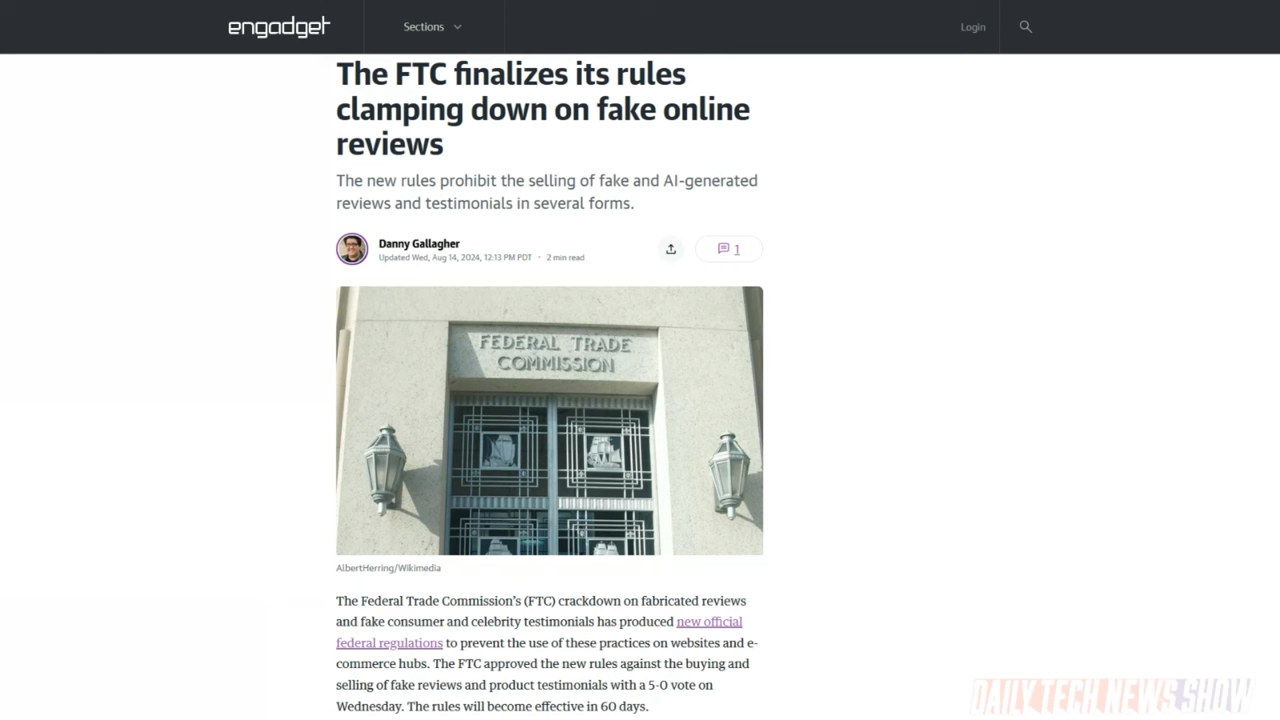 engadget
Sections
Login
The FTC finalizes its rules
clamping down on fake online
reviews
The new rules prohibit the selling of fake and AI-generated
reviews and testimonials in several forms.
Danny Gallagher
Updated Wed, Aug 14, 2024, 12:13 PM PDT · 2 min read
1
FEDERAL TRADE
COMMISSION
AlbertHerring/Wikimedia
The Federal Trade Commission’s (FTC) crackdown on fabricated reviews
and fake consumer and celebrity testimonials has produced new official
federal regulations to prevent the use of these practices on websites and e-
commerce hubs. The FTC approved the new rules against the buying and
selling of fake reviews and product testimonials with a 5-0 vote on
Wednesday. The rules will become effective in 60 days.
DAILY TECH NEWS SHOW